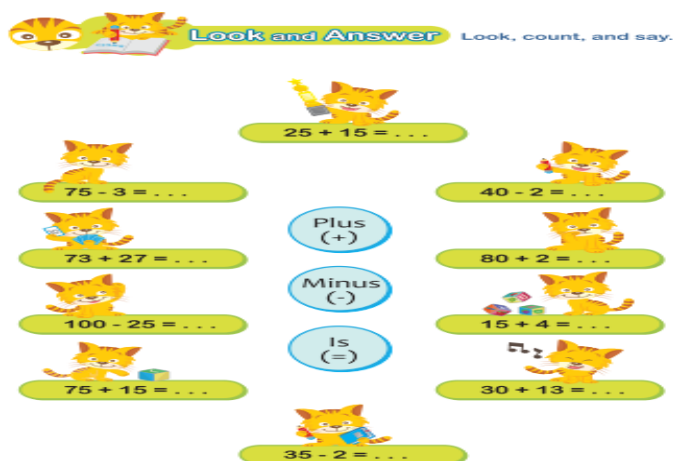 Look and Answer Look, count, and say.
25 + 15 = . . .
75 - 3 = . . .
40 - 2 = . . .
73 + 27 = . . .
Plus
(+)
80 + 2 = . . .
Minus
(-)
100 - 25 = . . .
15 + 4 = . . .
Is
(=)
75 + 15 = . . .
30 + 13 = . . .
35 - 2 = . . .